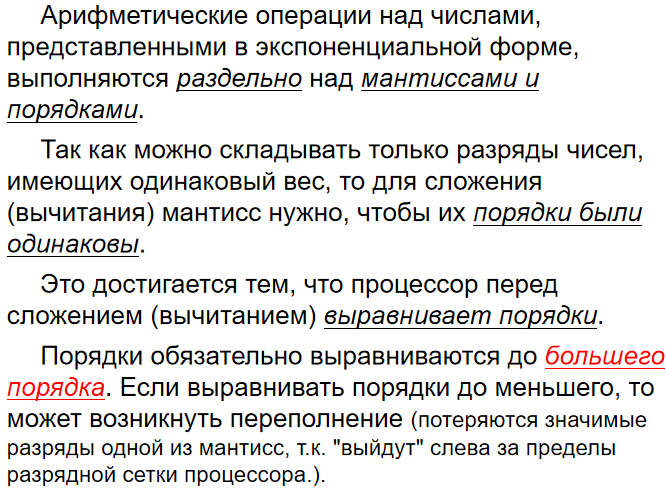 Арифметические операции над числами,
представленными в экспоненциальной форме,
выполняются раздельно над мантиссами и
порядками.
Так как можно складывать только разряды чисел,
имеющих одинаковый вес, то для сложения
(вычитания) мантисс нужно, чтобы их порядки были
одинаковы.
Это достигается тем, что процессор перед
сложением (вычитанием) выравнивает порядки.
Порядки обязательно выравниваются до большего
порядка. Если выравнивать порядки до меньшего, то
может возникнуть переполнение (потеряются значимые
разряды одной из мантисс, т.к. "выйдут" слева за пределы
разрядной сетки процессора.).